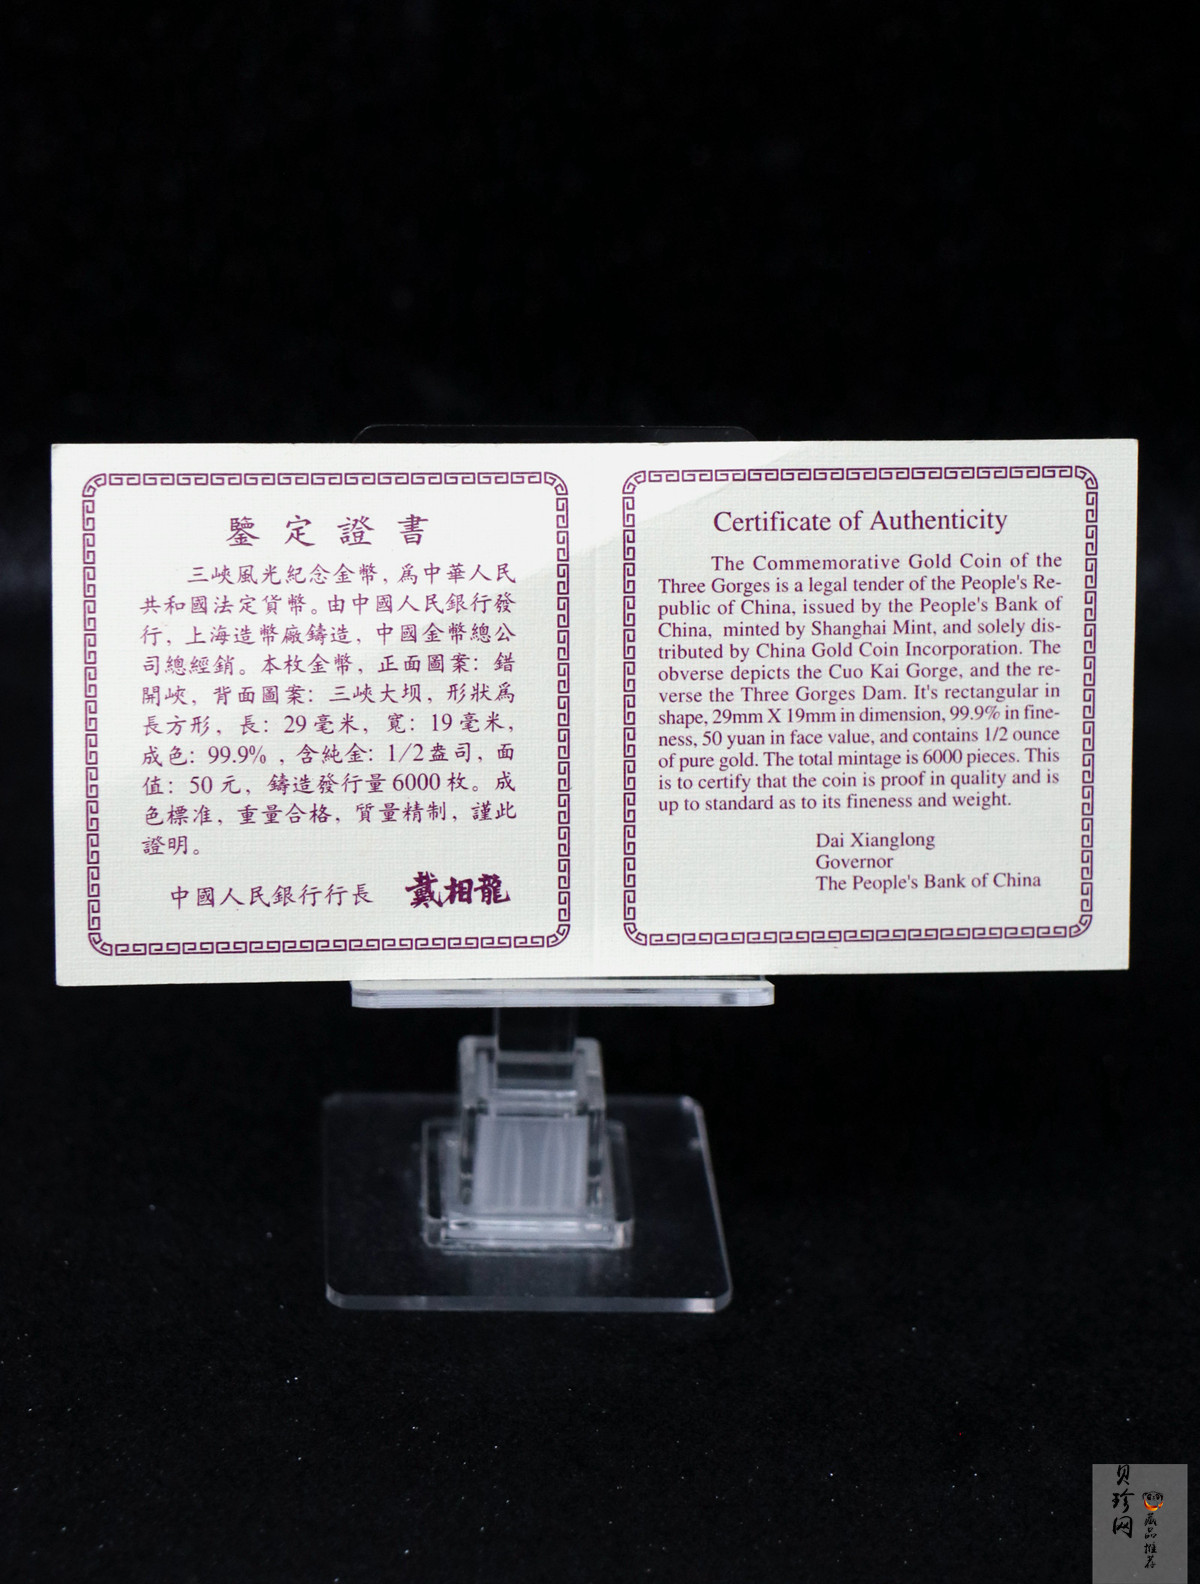 鑒定證書
三峽風光紀念金幣，爲中華人民
共和國法定貨幣。由中國人民銀行發
行，上海造幣廠鑄造，中國金幣總公
司總經銷。本枚金幣，正面圖案：錯
開峽，背面圖案：三峽大坝，形狀爲
長方形，長：29毫米，寬：19毫米，
成色：99.9%，含純金：1/2盎司，面
值：50元，鑄造發行量6000枚。成
色標准，重量合格，質量精制，謹此
證明。
中國人民銀行行長 戴相龍
Certificate of Authenticity
The Commemorative Gold Coin of the
Three Gorges is a legal tender of the People's Re-
public of China, issued by the People's Bank of
China, minted by Shanghai Mint, and solely dis-
tributed by China Gold Coin Incorporation. The
obverse depicts the Cuo Kai Gorge, and the re-
verse the Three Gorges Dam. It's rectangular in
shape, 29mm X 19mm in dimension, 99.9% in fine-
ness, 50 yuan in face value, and contains 1/2 ounce
of pure gold. The total mintage is 6000 pieces. This
is to certify that the coin is proof in quality and is
up to standard as to its fineness and weight.
Dai Xianglong
Governor
The People's Bank of China
贝珍网
藏品推荐